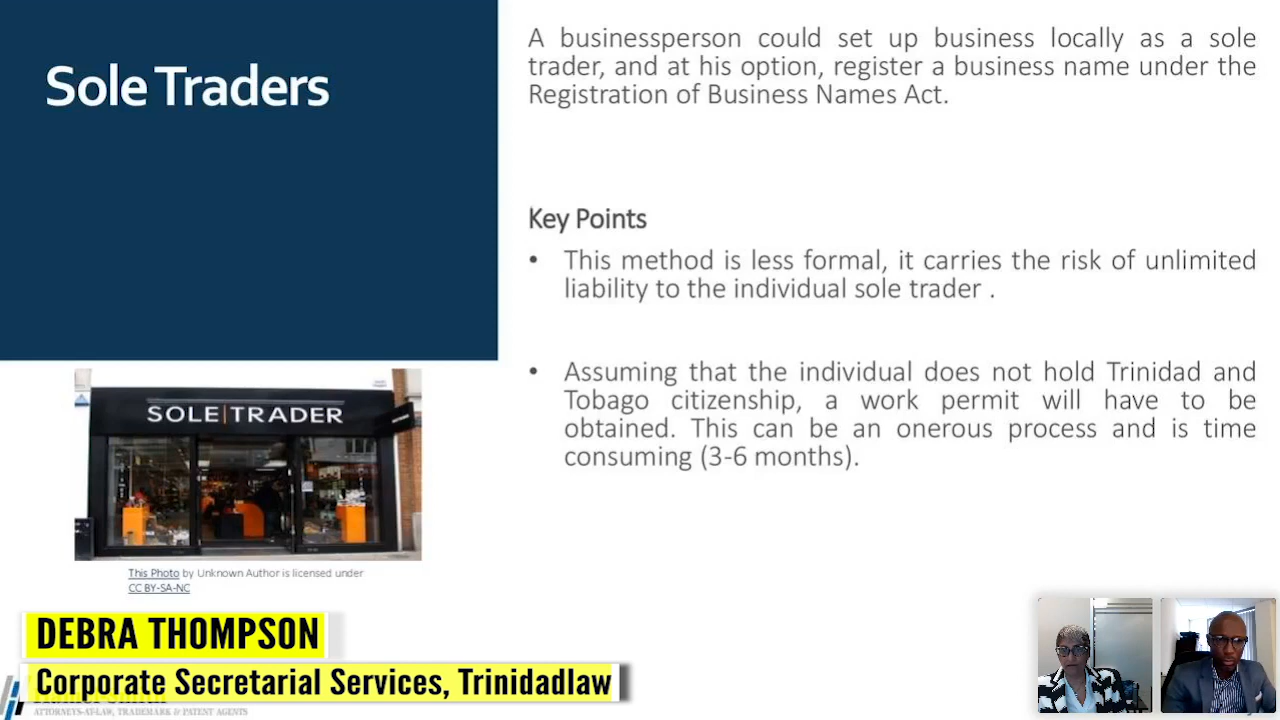 Sole Traders
A businessperson could set up business locally as a sole
trader, and at his option, register a business name under the
Registration of Business Names Act.
Key Points
• This method is less formal, it carries the risk of unlimited
liability to the individual sole trader .
• Assuming that the individual does not hold Trinidad and
Tobago citizenship, a work permit will have to be
obtained. This can be an onerous process and is time
consuming (3-6 months).
SOLE|TRADER
This Photo by Unknown Author is licensed under
CC BY-SA-NC
DEBRA THOMPSON
Corporate Secretarial Services, Trinidadlaw
ATTORNEYS-AT-LAW, TRADEMARK & PATENT AGENTS